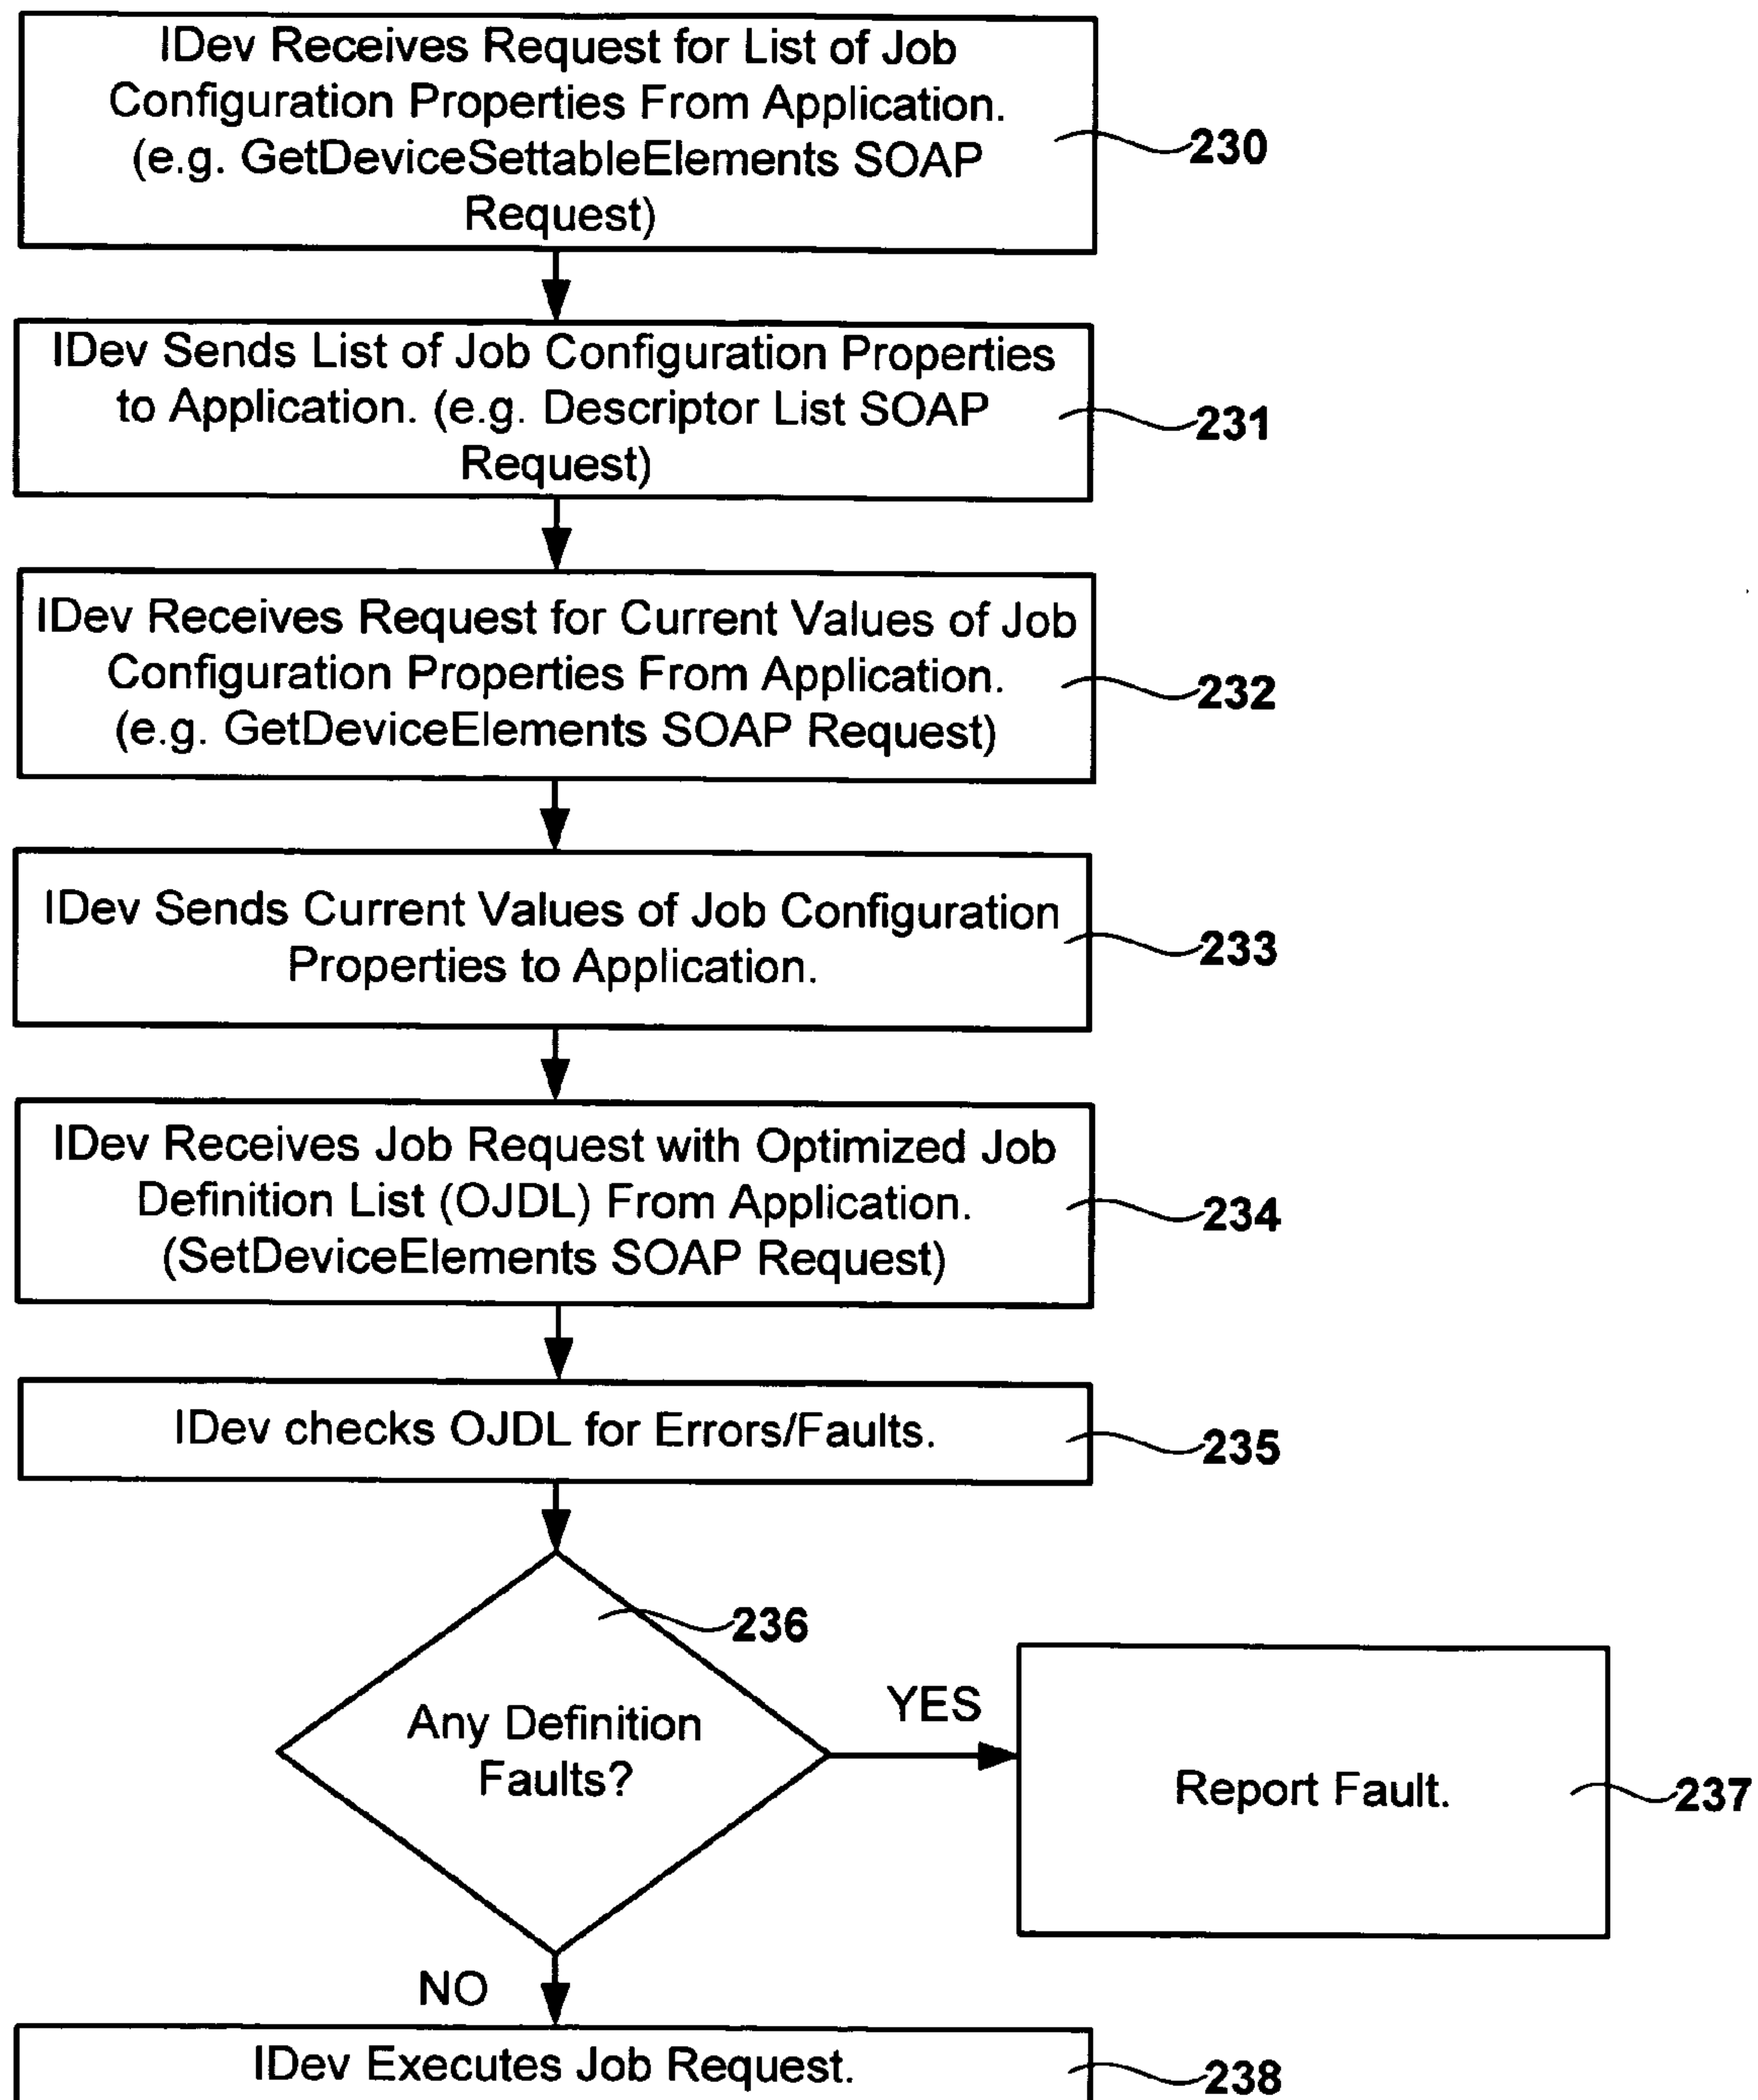 IDev Receives Request for List of Job
Configuration Properties From Application.
(e.g. GetDeviceSettableElements SOAP
Request)
230
IDev Sends List of Job Configuration Properties
to Application. (e.g. Descriptor List SOAP
Request)
231
IDev Receives Request for Current Values of Job
Configuration Properties From Application.
(e.g. GetDeviceElements SOAP Request)
232
IDev Sends Current Values of Job Configuration
Properties to Application.
233
IDev Receives Job Request with Optimized Job
Definition List (OJDL) From Application.
(SetDeviceElements SOAP Request)
234
IDev checks OJDL for Errors/Faults.
235
236
Any Definition
Faults?
YES
Report Fault.
237
NO
IDev Executes Job Request.
238